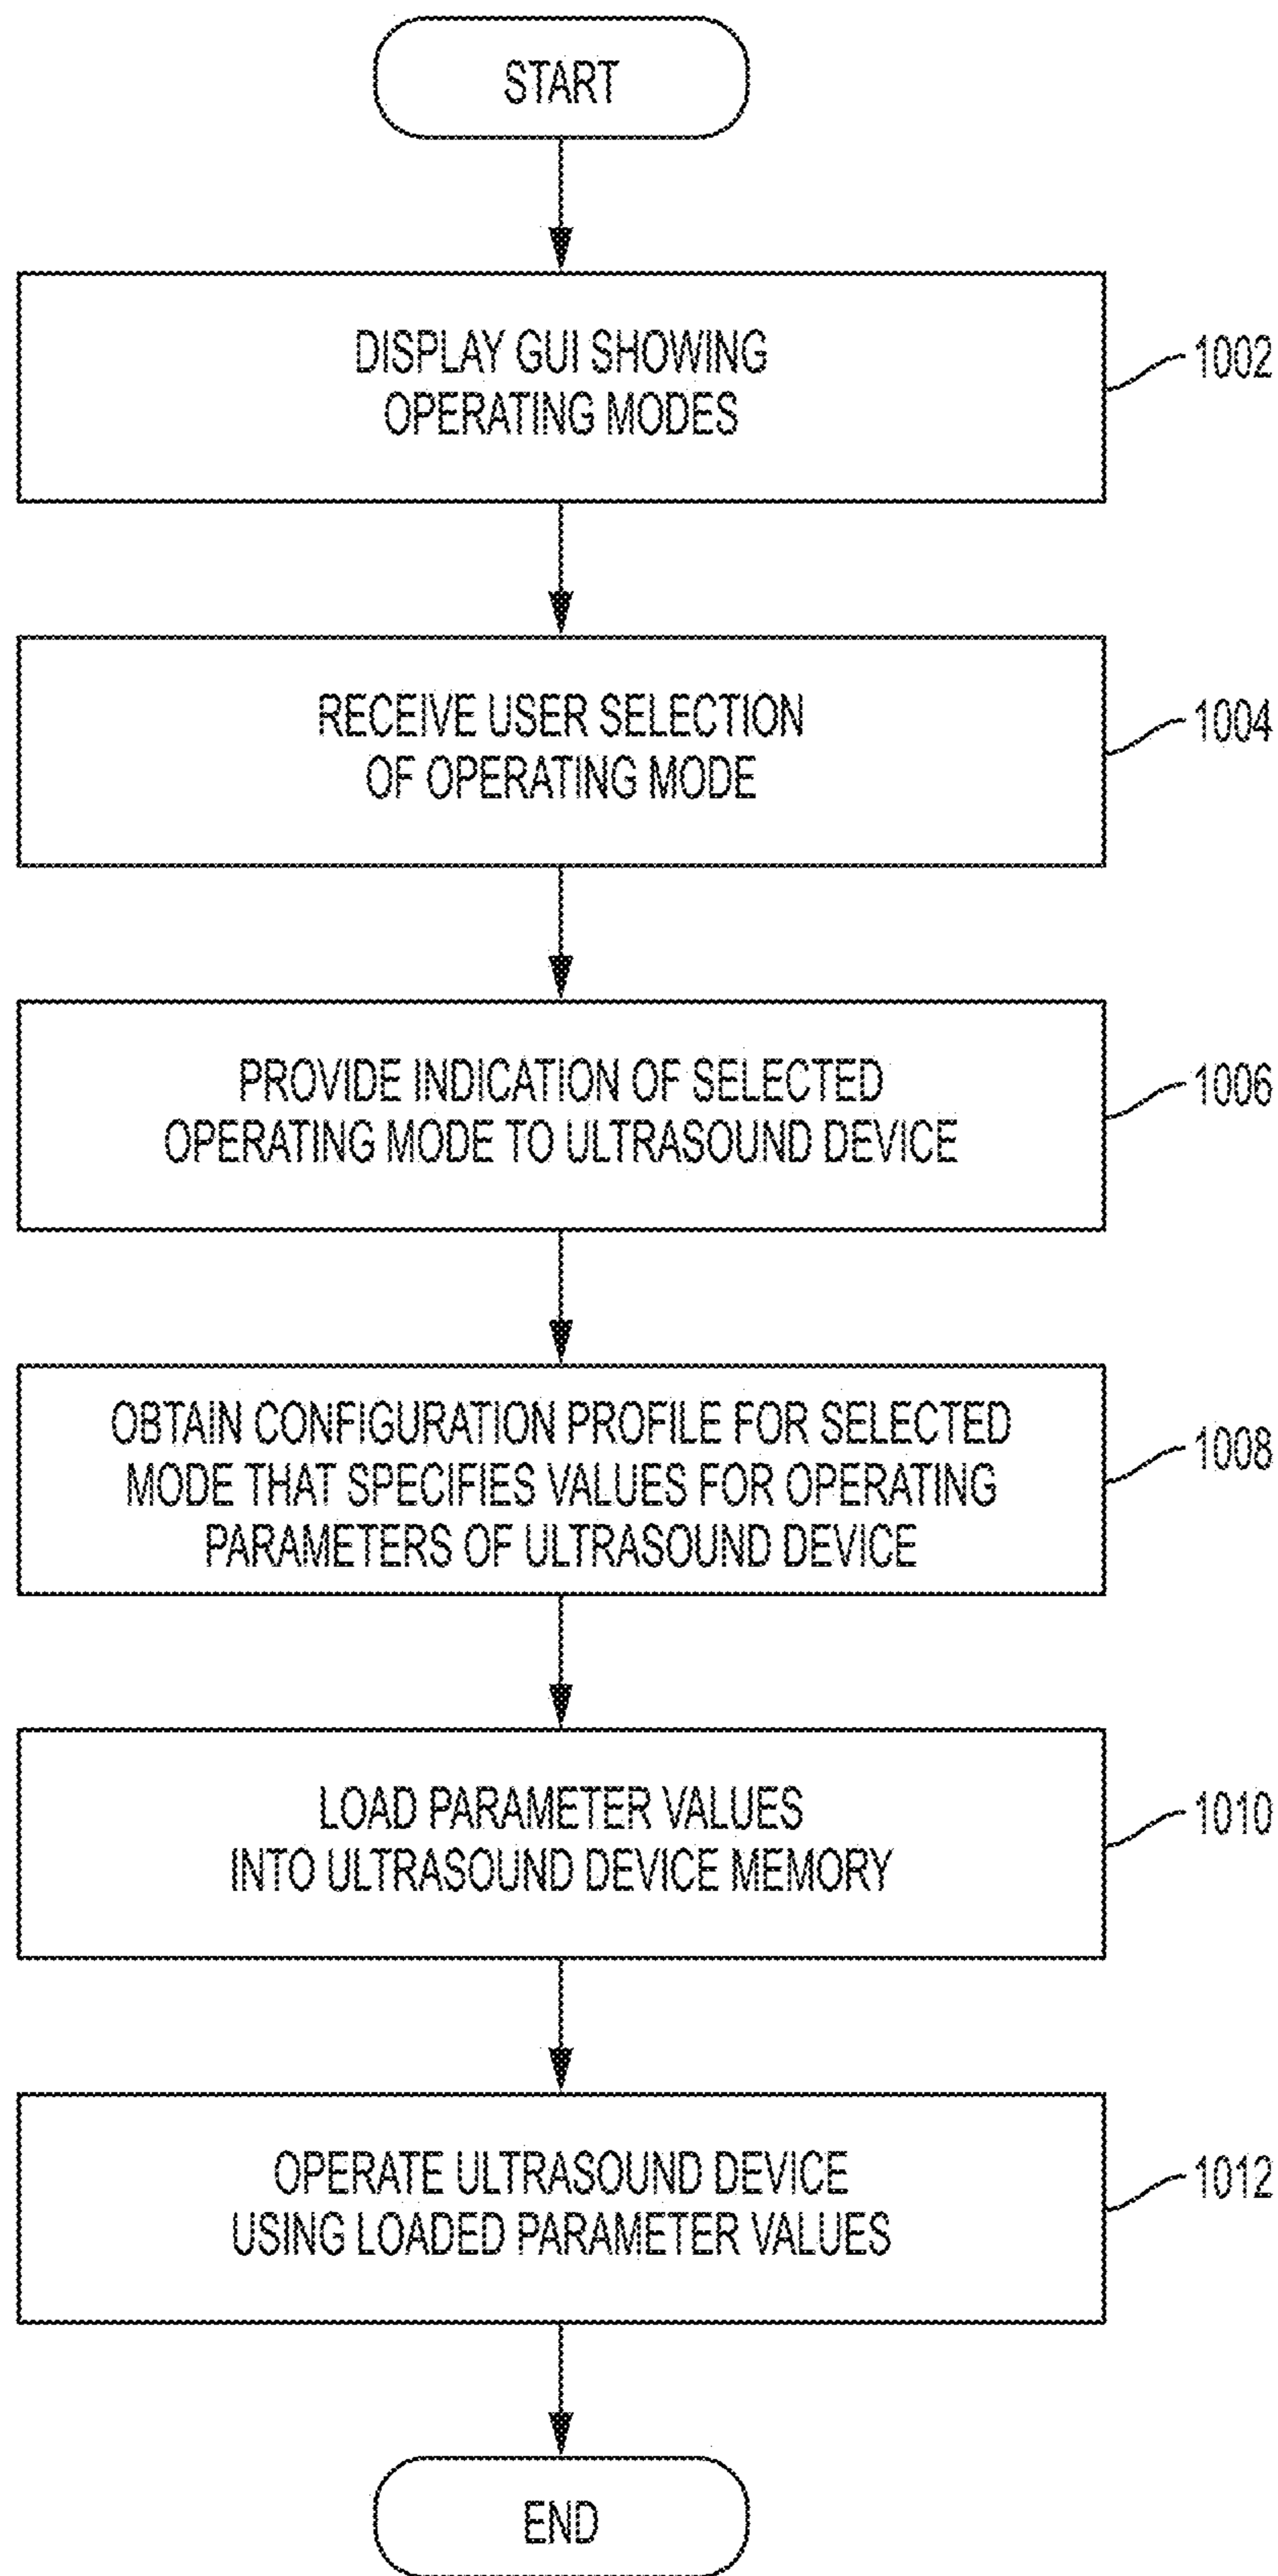 START
DISPLAY GUI SHOWING
OPERATING MODES
1002
RECEIVE USER SELECTION
OF OPERATING MODE
1004
PROVIDE INDICATION OF SELECTED
OPERATING MODE TO ULTRASOUND DEVICE
1006
OBTAIN CONFIGURATION PROFILE FOR SELECTED
MODE THAT SPECIFIES VALUES FOR OPERATING
PARAMETERS OF ULTRASOUND DEVICE
1008
LOAD PARAMETER VALUES
INTO ULTRASOUND DEVICE MEMORY
1010
OPERATE ULTRASOUND DEVICE
USING LOADED PARAMETER VALUES
1012
END